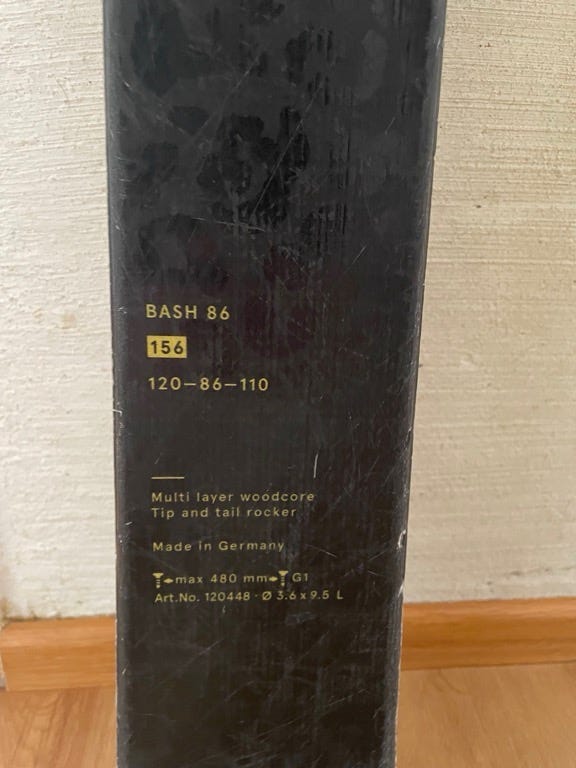 BASH 86
156
120–86–110
Multi layer woodcore
Tip and tail rocker
Made in Germany
max 480 mm G1
Art.No. 120448 · Ø 3.6 x 9.5 L